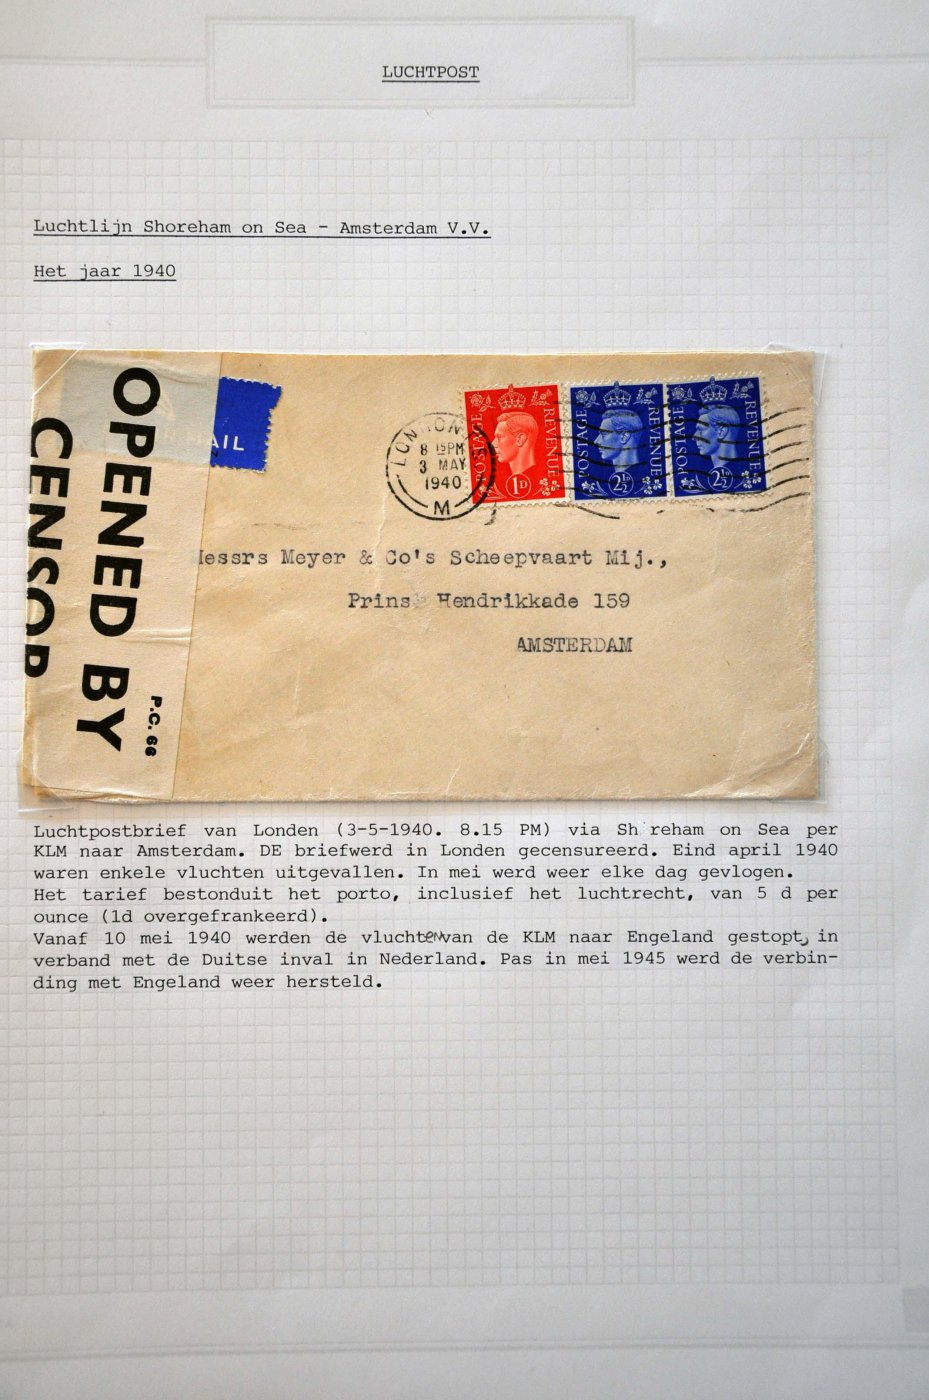 LUCHTPOST
Luchtlijn Shoreham on Sea - Amsterdam V.V.
Het jaar 1940
OPENED BY
CENSOR
P.C. 66
AIL
LONDON
8 15PM
3 MAY
1940
M
POSTAGE REVENUE
1D
POSTAGE REVENUE
2½D
POSTAGE REVENUE
2½D
Messrs Meyer & Co's Scheepvaart Mij.,
Prins Hendrikkade 159
AMSTERDAM
Luchtpostbrief van Londen (3-5-1940. 8.15 PM) via Sh reham on Sea per
KLM naar Amsterdam. DE briefwerd in Londen gecensureerd. Eind april 1940
waren enkele vluchten uitgevallen. In mei werd weer elke dag gevlogen.
Het tarief bestonduit het porto, inclusief het luchtrecht, van 5 d per
ounce (1d overgefrankeerd).
Vanaf 10 mei 1940 werden de vluchten van de KLM naar Engeland gestopt, in
verband met de Duitse inval in Nederland. Pas in mei 1945 werd de verbin-
ding met Engeland weer hersteld.